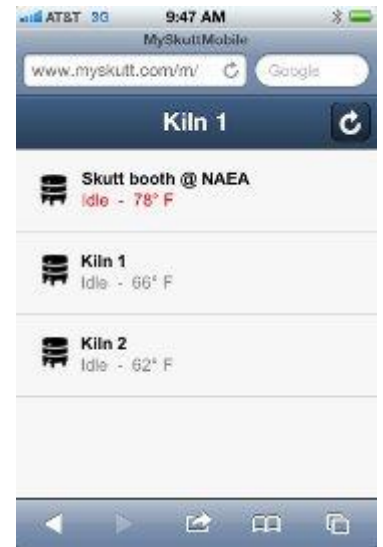 AT&T 3G 9:47 AM
MySkuttMobile
www.myskutt.com/m/ Google
Kiln 1
Skutt booth @ NAEA
Idle - 78° F
Kiln 1
Idle - 66° F
Kiln 2
Idle - 62° F